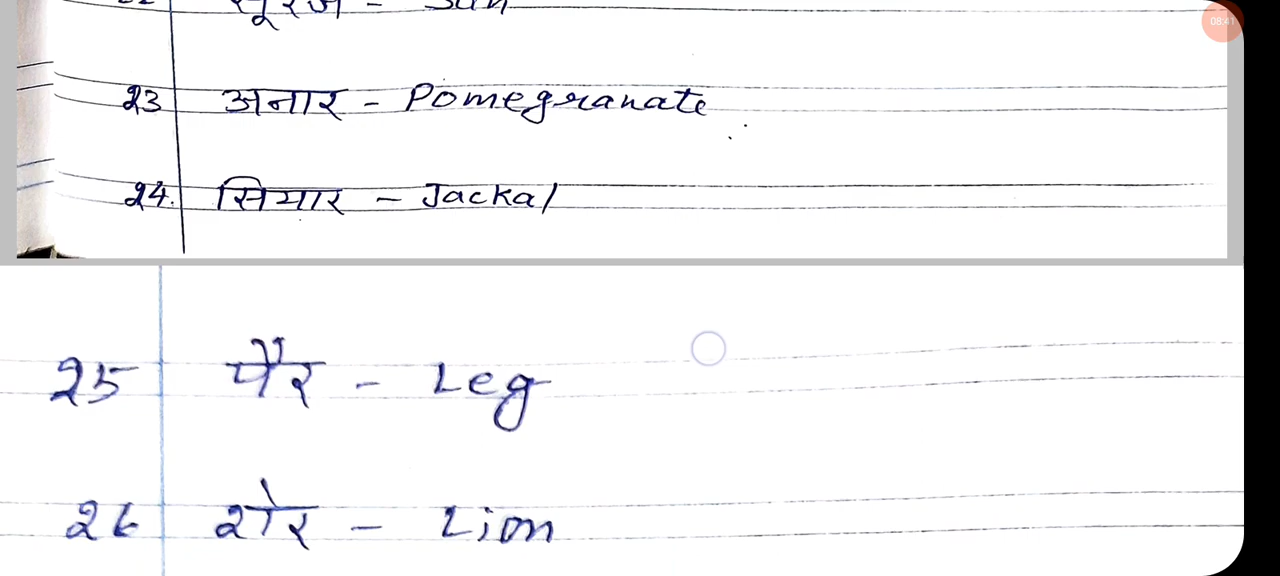 23 अनार - Pomegranate
24. सियार - Jackal
25 पैर - Leg
26 शेर - Lion